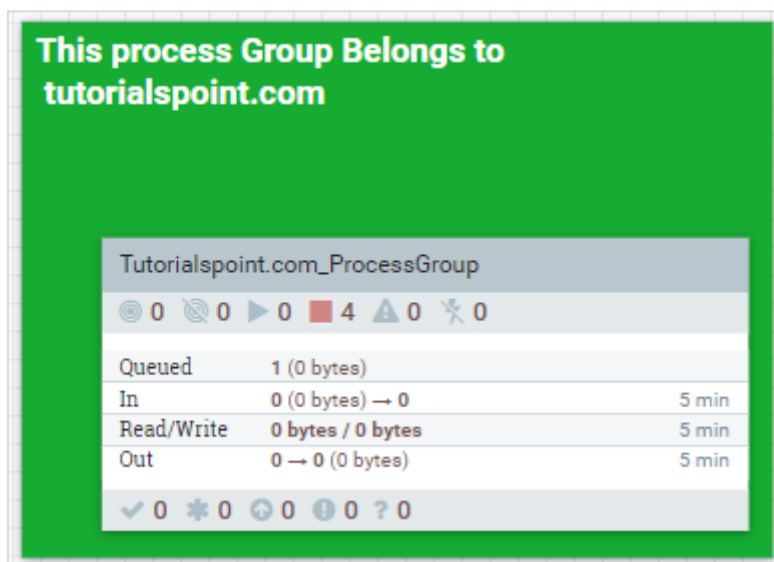 This process Group Belongs to
tutorialspoint.com
Tutorialspoint.com_ProcessGroup
0 0 0 4 0 0
Queued 1 (0 bytes)
In 0 (0 bytes) → 0 5 min
Read/Write 0 bytes / 0 bytes 5 min
Out 0 → 0 (0 bytes) 5 min
0 0 0 0 ? 0